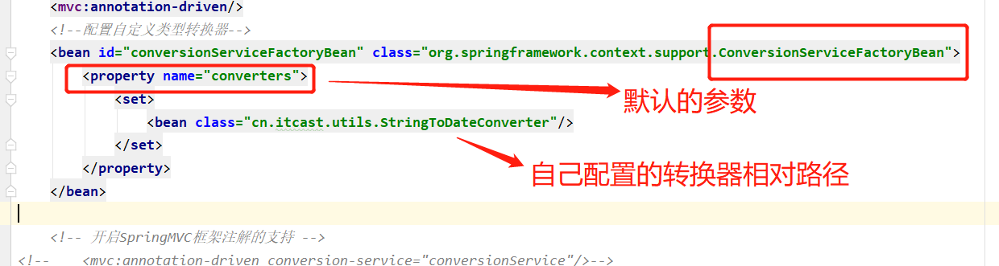 <mvc:annotation-driven/>
<!--配置自定义类型转换器-->
<bean id="conversionServiceFactoryBean" class="org.springframework.context.support.ConversionServiceFactoryBean">
<property name="converters">
默认的参数
<set>
<bean class="cn.itcast.utils.StringToDateConverter"/>
</set>
自己配置的转换器相对路径
</property>
</bean>
<!-- 开启SpringMVC框架注解的支持 -->
<!-- <mvc:annotation-driven conversion-service="conversionService"/>-->